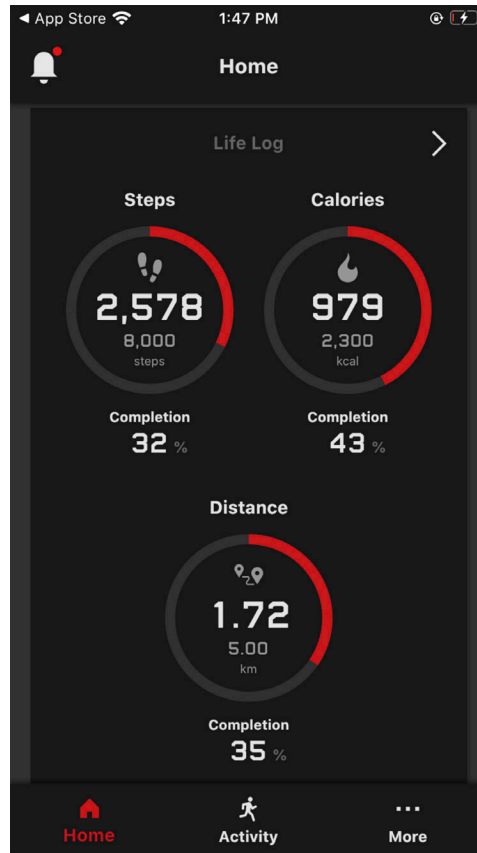 ◀ App Store 1:47 PM
Home
Life Log
Steps
2,578
8,000
steps
Completion
32 %
Calories
979
2,300
kcal
Completion
43 %
Distance
1.72
5.00
km
Completion
35 %
Home Activity More